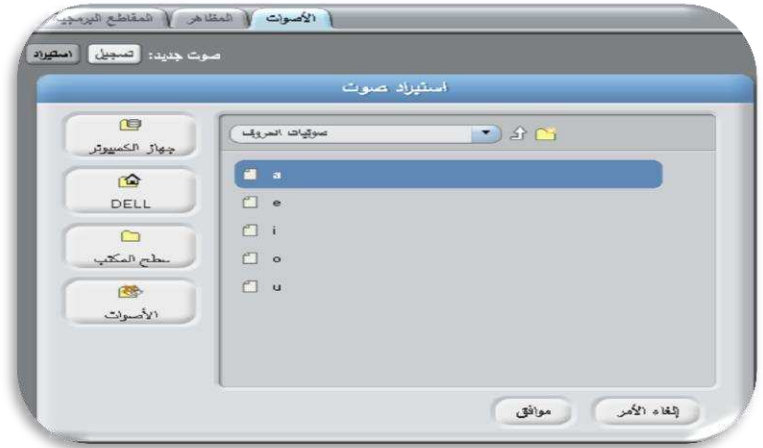 الأصوات المظاهر المقاطع البرمجية
صوت جديد: تسجيل استيراد
استيراد صوت
صوتيات الحروف
جهاز الكمبيوتر
DELL
سطح المكتب
الأصوات
a
e
i
o
u
إلغاء الأمر موافق